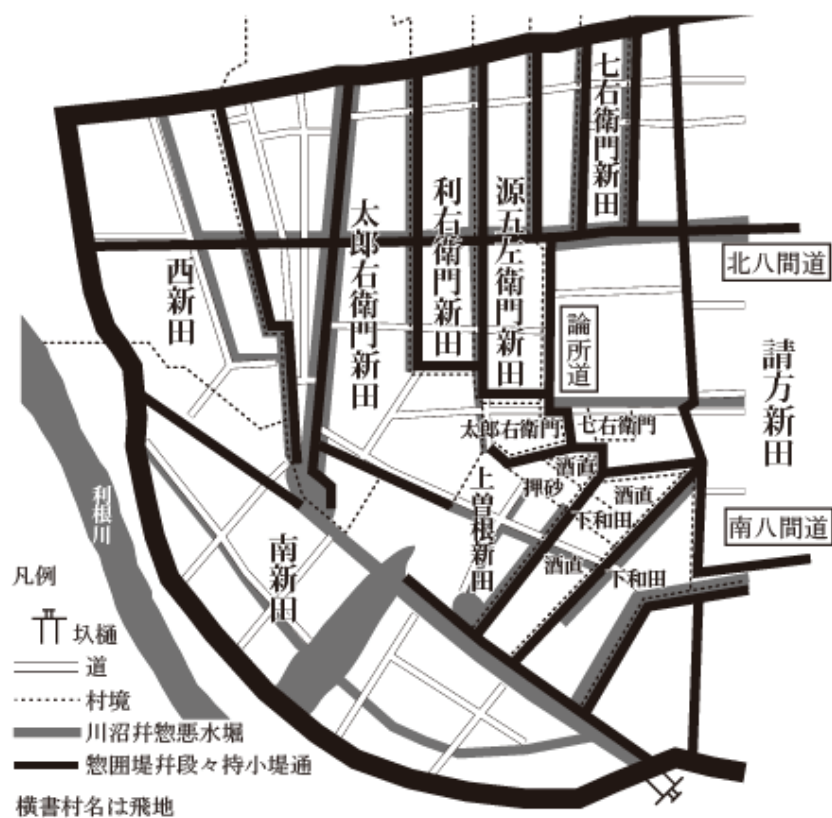 七右衛門新田
源五左衛門新田
利右衛門新田
太郎右衛門新田
西新田
北八間道
論所道
請方新田
太郎右衛門
七右衛門
酒直
押砂
酒直
下和田
上曽根新田
酒直
下和田
南八間道
南新田
利根川
凡例
圦樋
道
村境
川沼幷惣悪水堀
惣囲堤幷段々持小堤通
横書村名は飛地